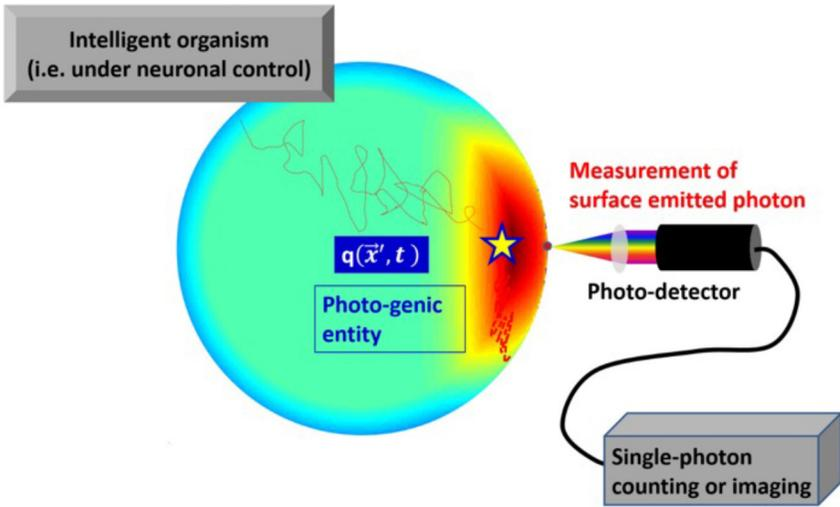 Intelligent organism
(i.e. under neuronal control)
Measurement of
surface emitted photon
q(x⃗′, t )
Photo-detector
Photo-genic
entity
Single-photon
counting or imaging